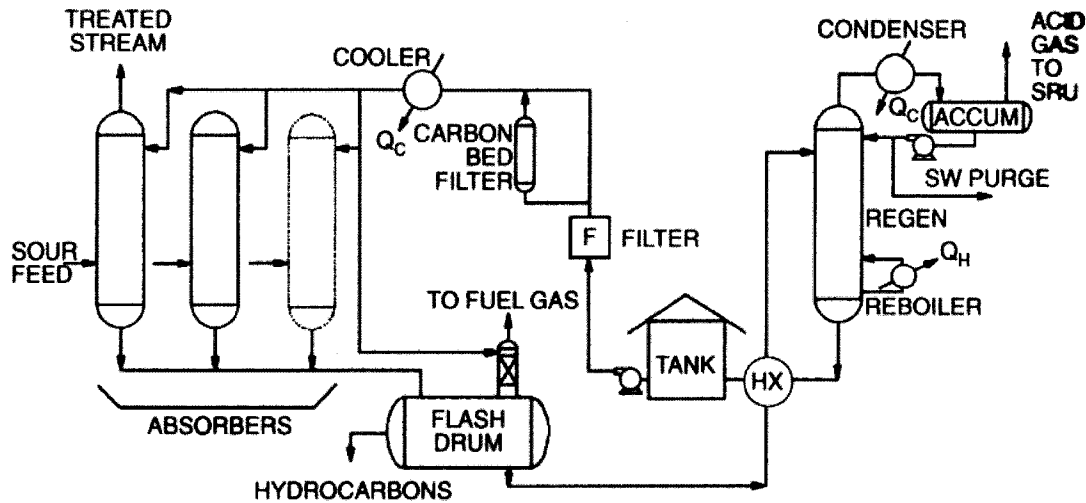 TREATED
STREAM
COOLER
CONDENSER
ACID
GAS
TO
SRU
QC
CARBON
BED
FILTER
QC
ACCUM
SW PURGE
REGEN
F
FILTER
SOUR
FEED
QH
REBOILER
TO FUEL GAS
TANK
HX
ABSORBERS
FLASH
DRUM
HYDROCARBONS